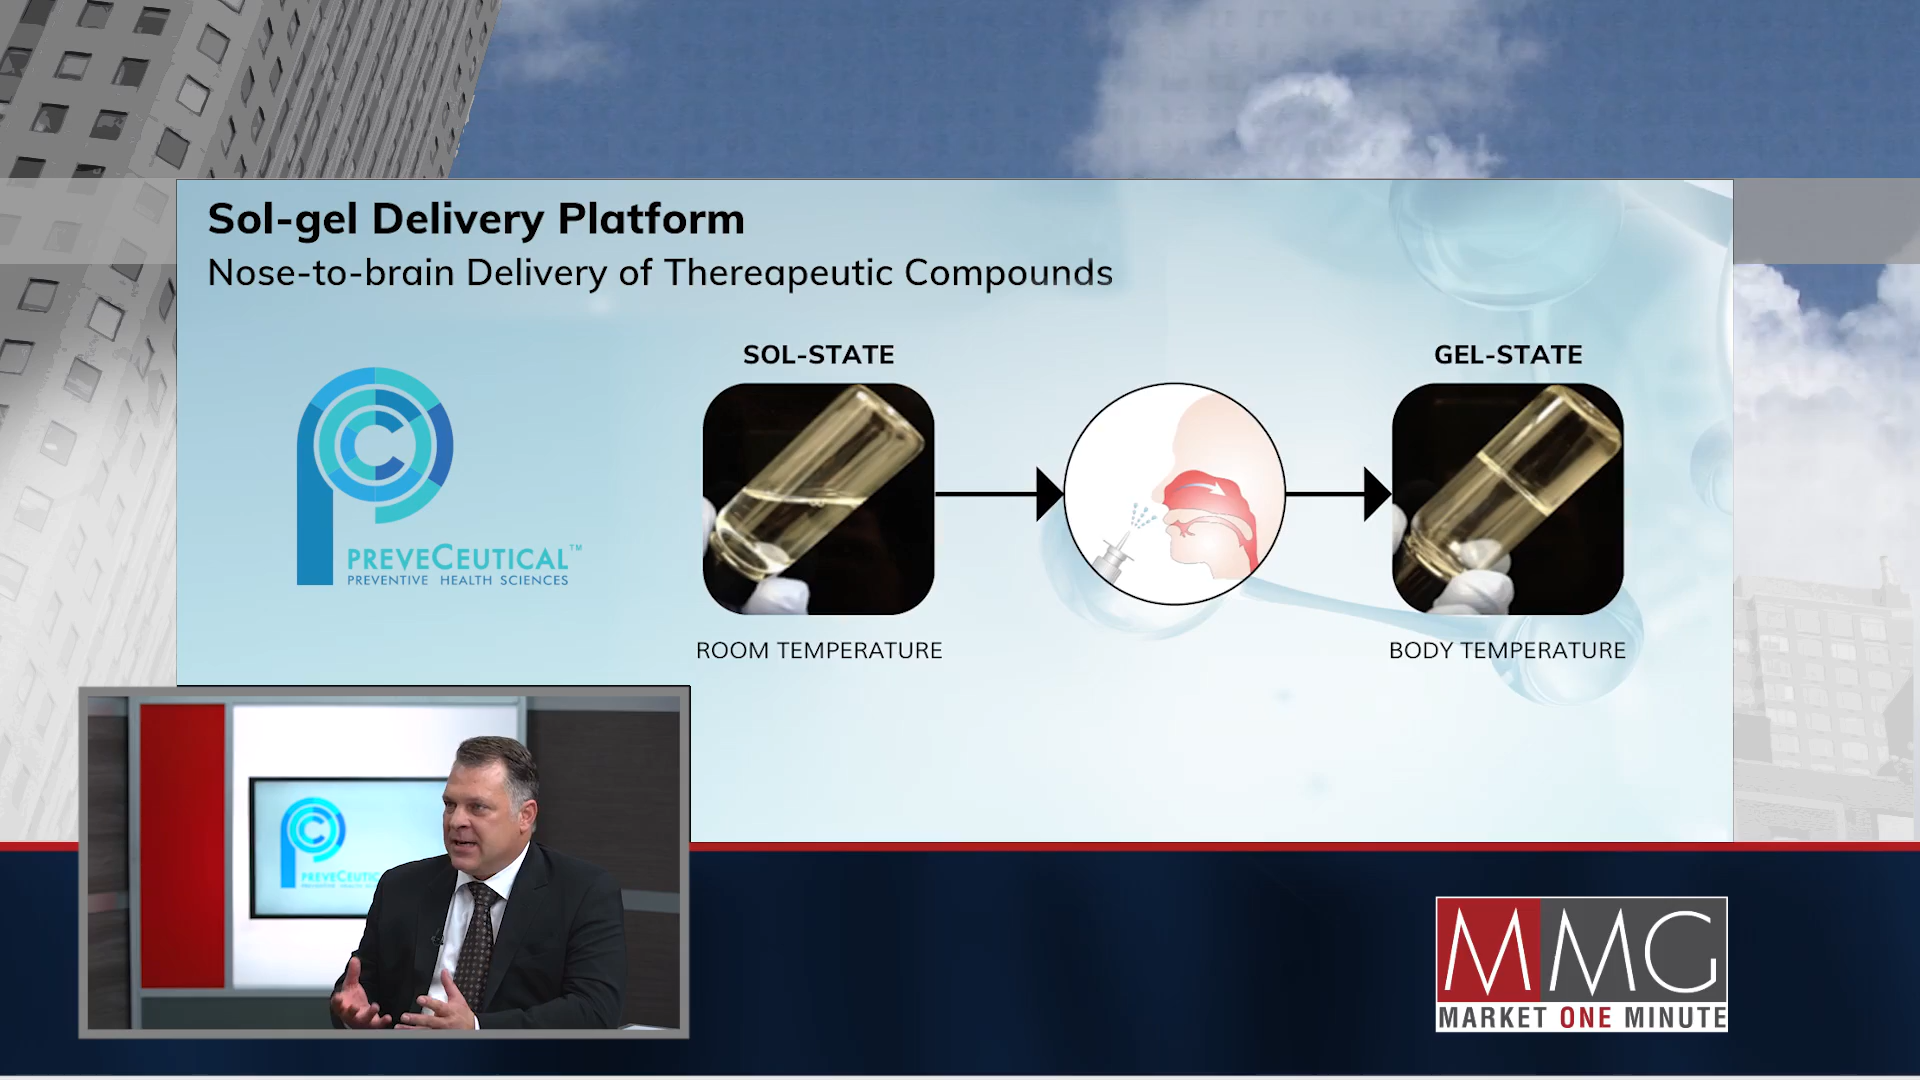 Sol-gel Delivery Platform
Nose-to-brain Delivery of Thereapeutic Compounds
SOL-STATE
GEL-STATE
PREVECEUTICAL™
PREVENTIVE HEALTH SCIENCES
ROOM TEMPERATURE
BODY TEMPERATURE
PREVECEUTIC
MMG
MARKET ONE MINUTE